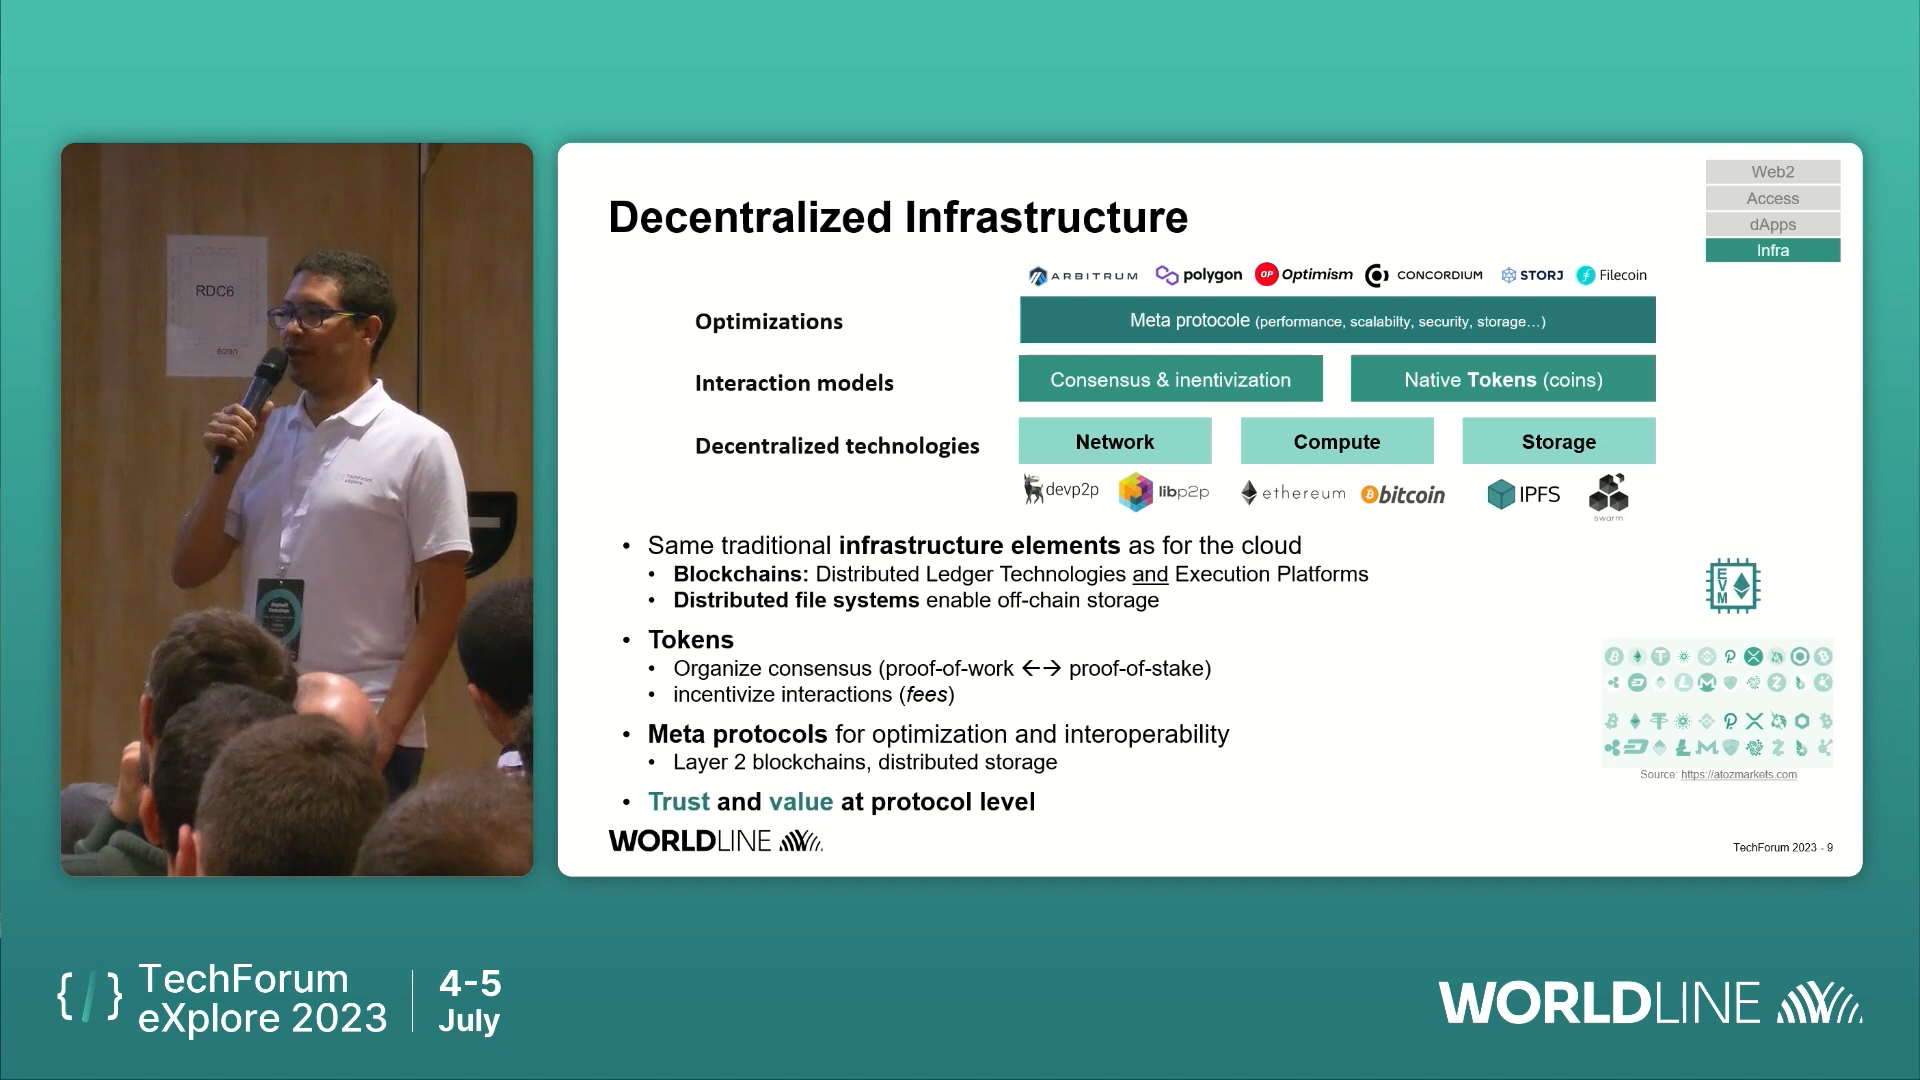 RDC6
écran
TechForum
eXplore
Web2
Access
dApps
Infra
Decentralized Infrastructure
ARBITRUM polygon OP Optimism CONCORDIUM STORJ Filecoin
Optimizations
Meta protocole (performance, scalabilty, security, storage...)
Interaction models
Consensus & inentivization
Native Tokens (coins)
Decentralized technologies
Network
Compute
Storage
devp2p libp2p ethereum bitcoin IPFS swarm
• Same traditional infrastructure elements as for the cloud
• Blockchains: Distributed Ledger Technologies and Execution Platforms
• Distributed file systems enable off-chain storage
EVM
• Tokens
• Organize consensus (proof-of-work ←→ proof-of-stake)
• incentivize interactions (fees)
• Meta protocols for optimization and interoperability
• Layer 2 blockchains, distributed storage
Source: https://atozmarkets.com
• Trust and value at protocol level
WORLDLINE
TechForum 2023 - 9
{/} TechForum
eXplore 2023
4-5
July
WORLDLINE